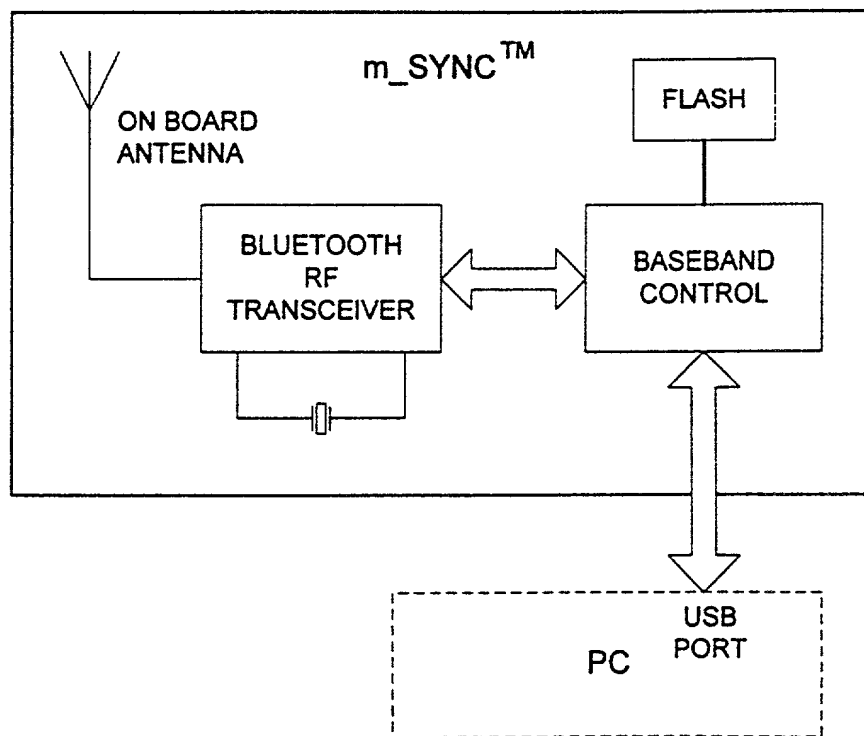 m_SYNC™
FLASH
ON BOARD
ANTENNA
BLUETOOTH
RF
TRANSCEIVER
BASEBAND
CONTROL
USB
PORT
PC